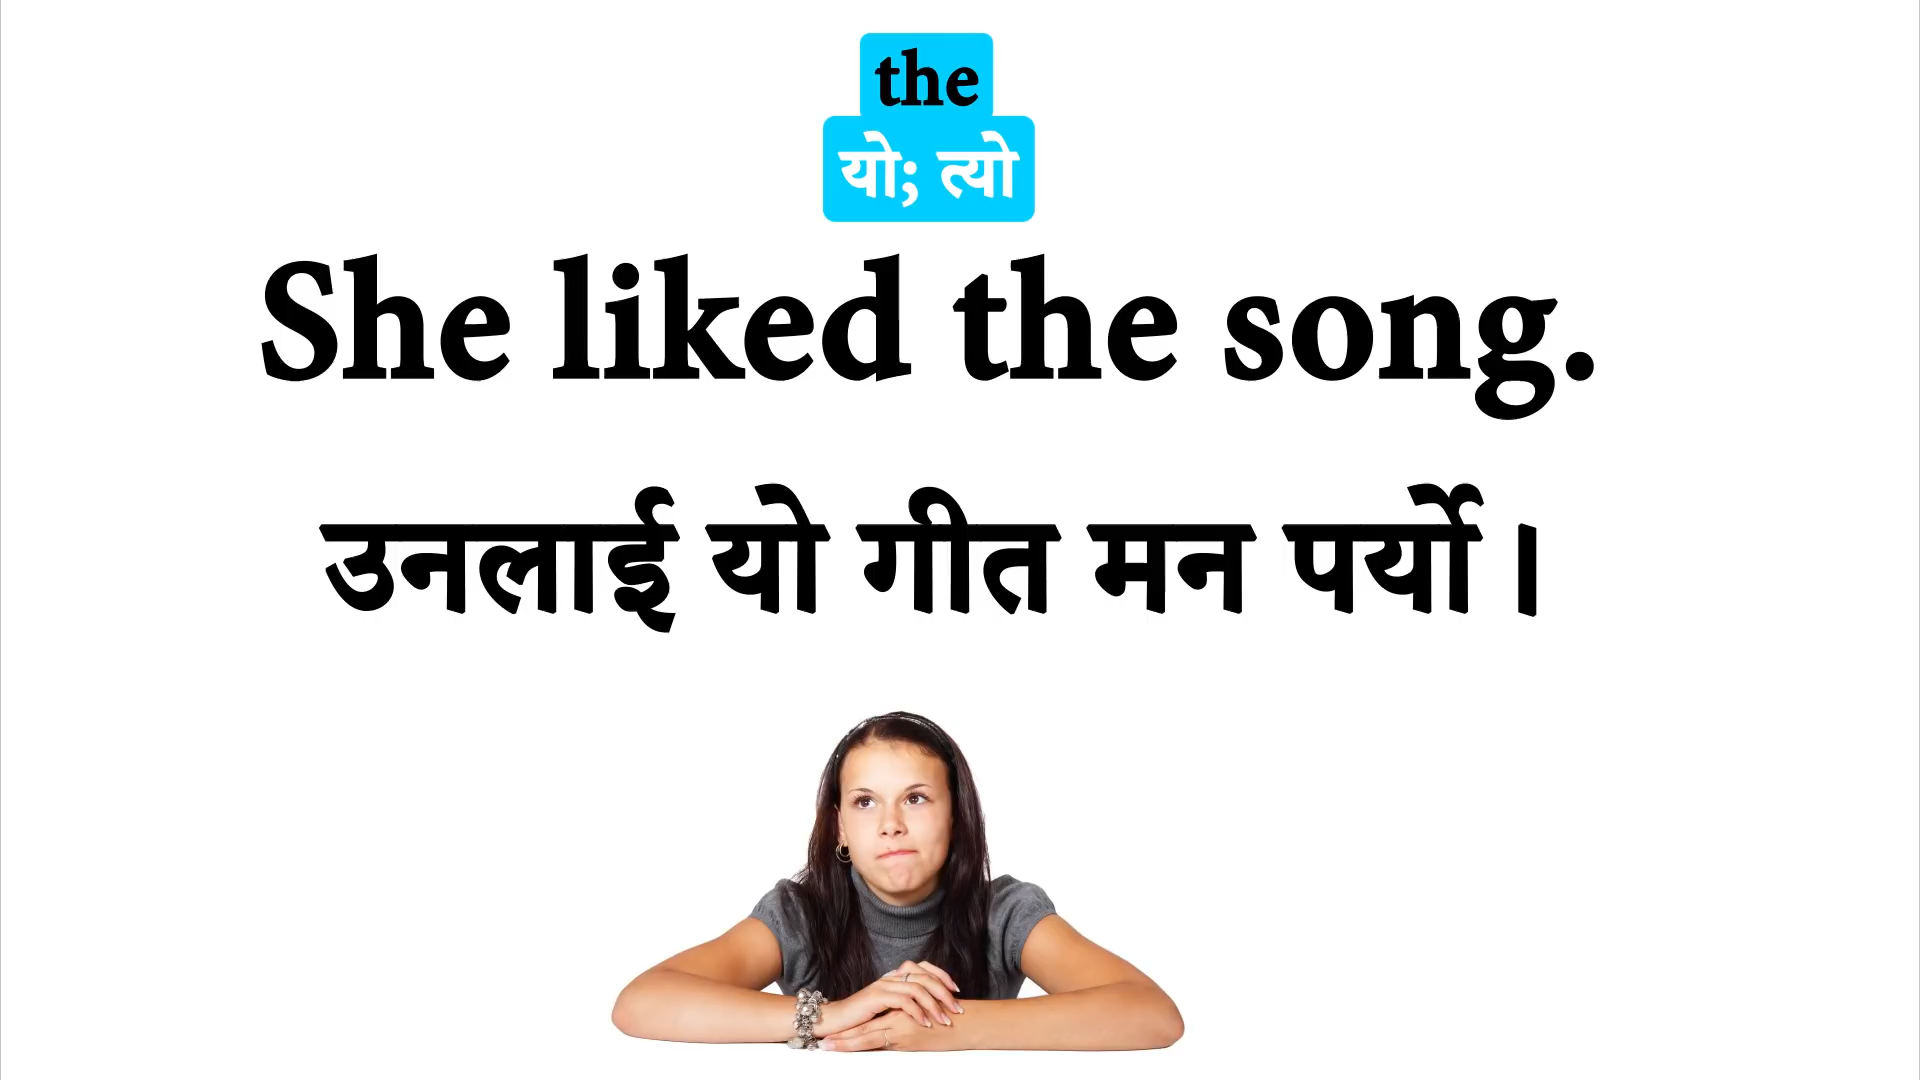 the
यो; त्यो
She liked the song.
उनलाई यो गीत मन पर्यो ।